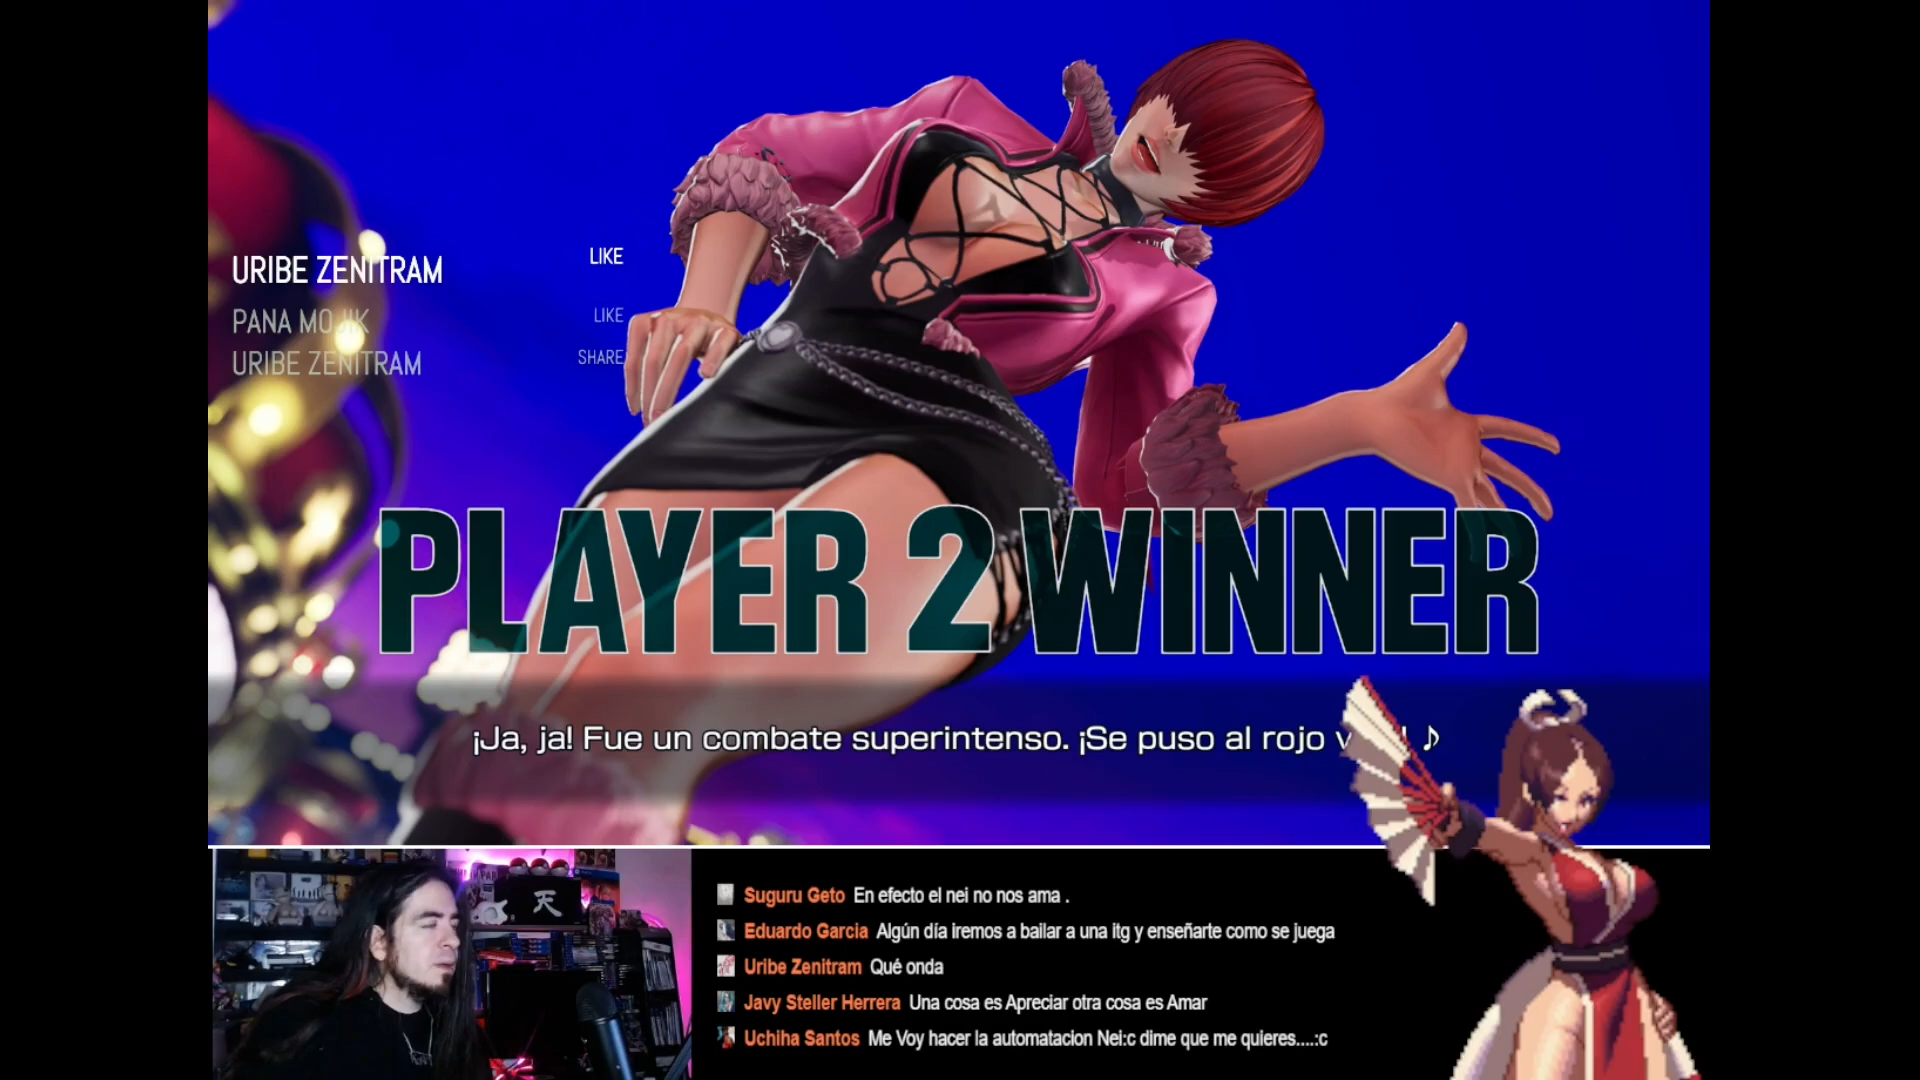 URIBE ZENITRAM LIKE
PANA MOJIK LIKE
URIBE ZENITRAM SHARE
PLAYER 2 WINNER
¡Ja, ja! Fue un combate superintenso. ¡Se puso al rojo ♪
天
Suguru Geto En efecto el nei no nos ama .
Eduardo Garcia Algún día iremos a bailar a una itg y enseñarte como se juega
Uribe Zenitram Qué onda
Javy Steller Herrera Una cosa es Apreciar otra cosa es Amar
Uchiha Santos Me Voy hacer la automatacion Nei:c dime que me quieres....:c